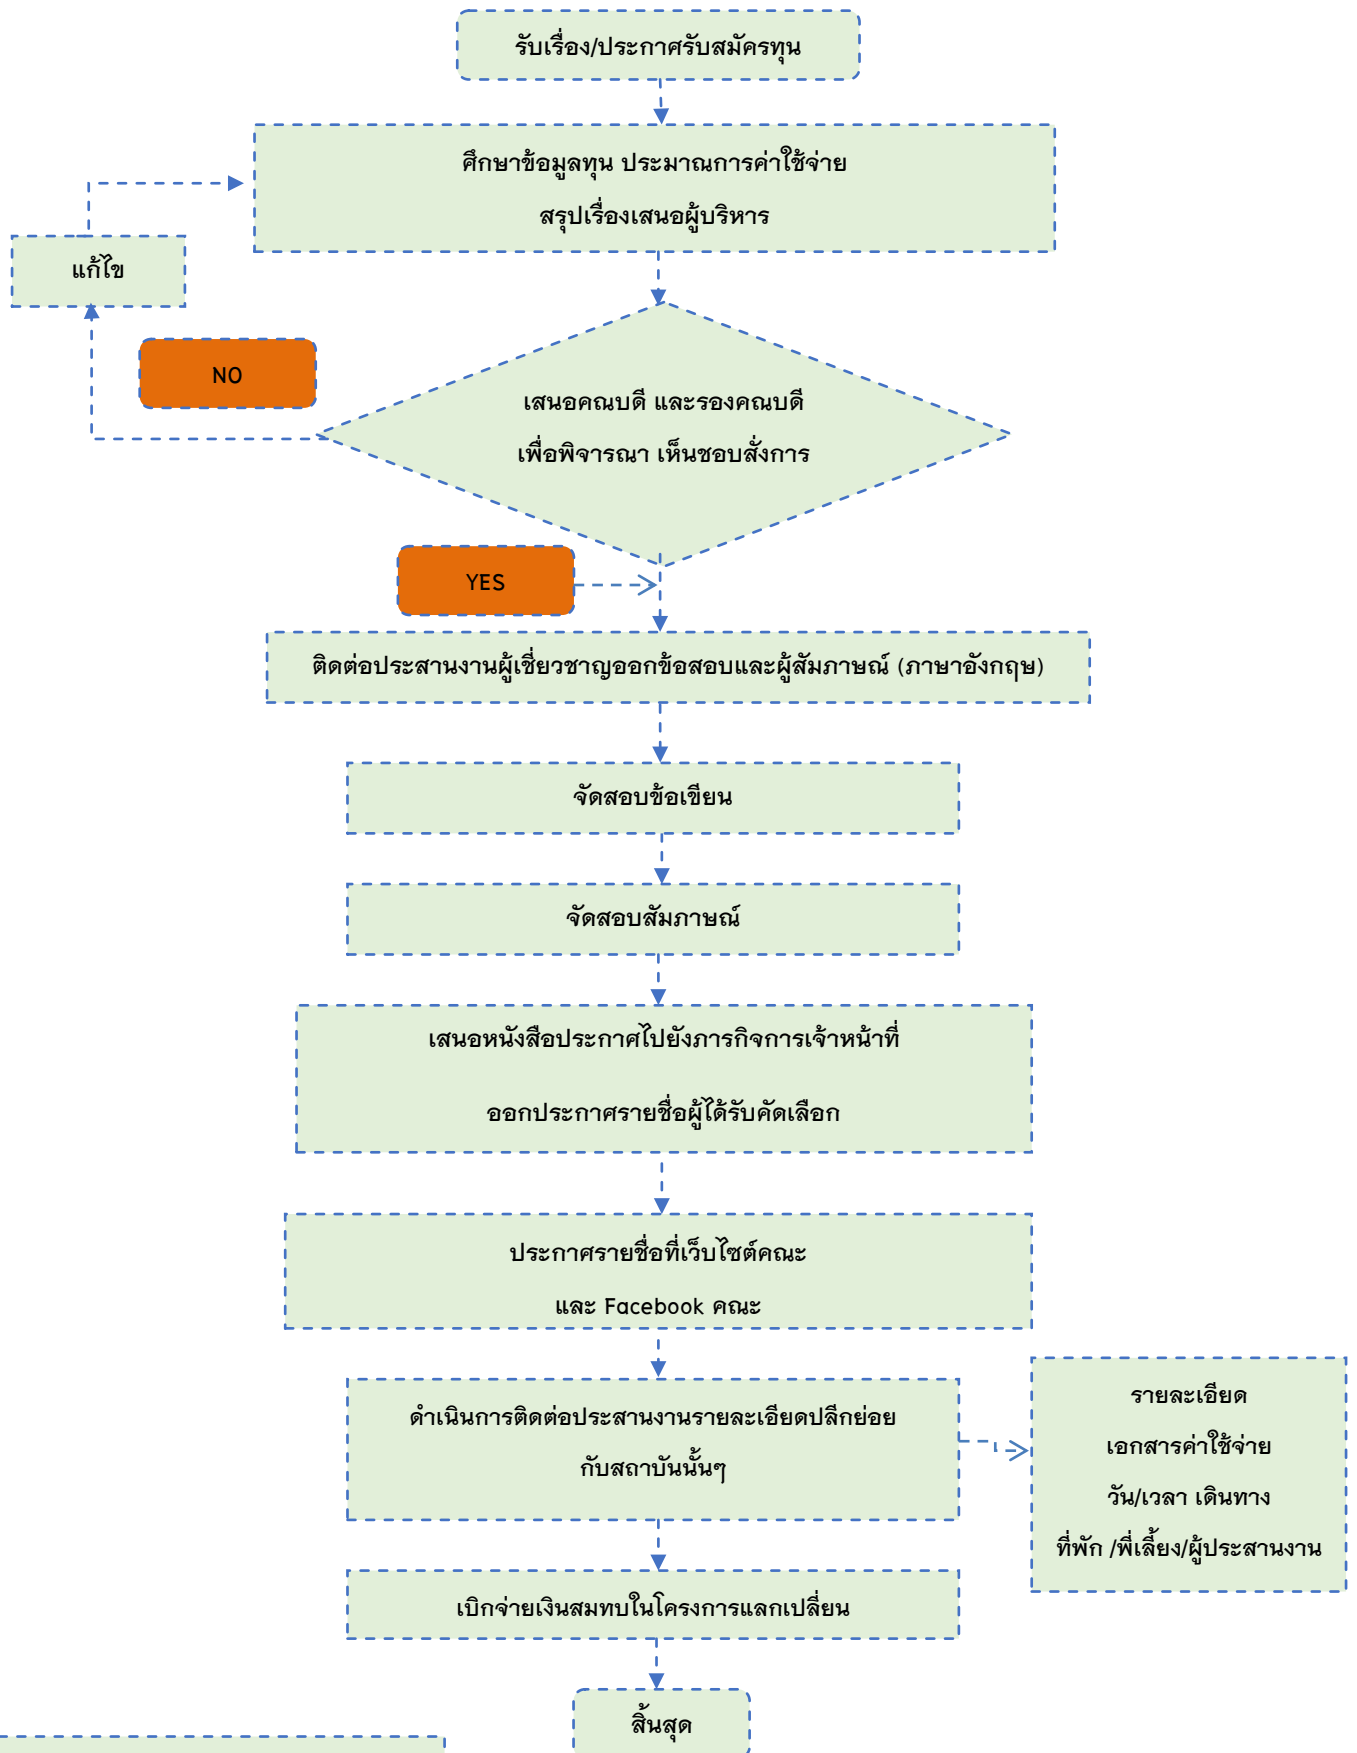 รับเรื่อง/ประกาศรับสมัครทุน
ศึกษาข้อมูลทุน ประมาณการค่าใช้จ่าย
สรุปเรื่องเสนอผู้บริหาร
แก้ไข
NO
เสนอคณบดี และรองคณบดี
เพื่อพิจารณา เห็นชอบสั่งการ
YES
ติดต่อประสานงานผู้เชี่ยวชาญออกข้อสอบและผู้สัมภาษณ์ (ภาษาอังกฤษ)
จัดสอบข้อเขียน
จัดสอบสัมภาษณ์
เสนอหนังสือประกาศไปยังภารกิจการเจ้าหน้าที่
ออกประกาศรายชื่อผู้ได้รับคัดเลือก
ประกาศรายชื่อที่เว็บไซต์คณะ
และ Facebook คณะ
ดำเนินการติดต่อประสานงานรายละเอียดปลีกย่อย
กับสถาบันนั้นๆ
รายละเอียด
เอกสารค่าใช้จ่าย
วัน/เวลา เดินทาง
ที่พัก /พี่เลี้ยง/ผู้ประสานงาน
เบิกจ่ายเงินสมทบในโครงการแลกเปลี่ยน
สิ้นสุด